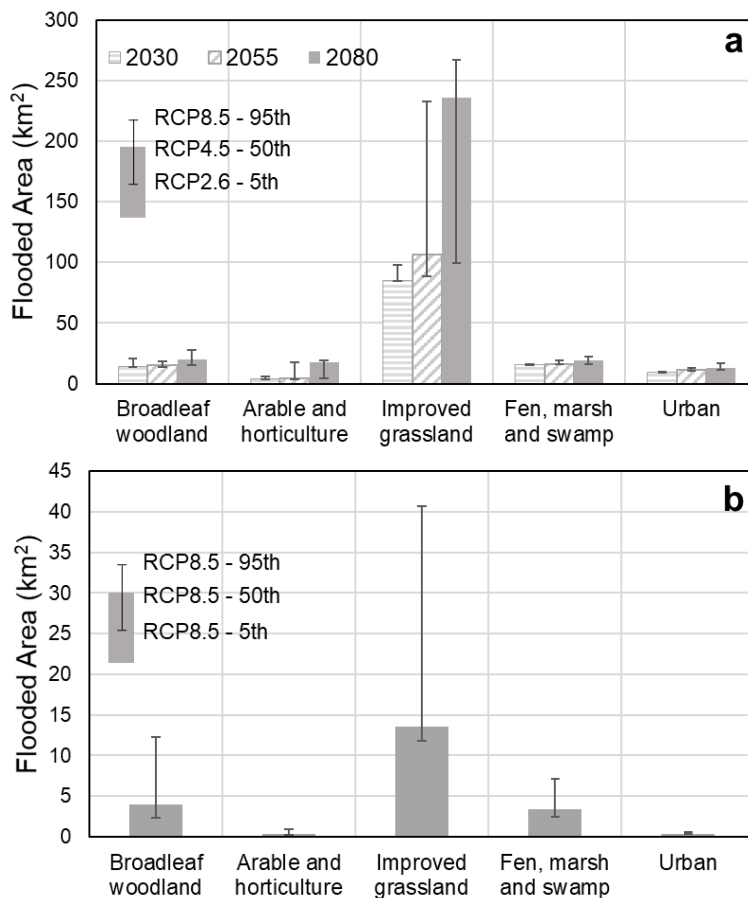 a
300
250
200
150
100
50
0
Flooded Area (km²)
2030 2055 2080
RCP8.5 - 95th
RCP4.5 - 50th
RCP2.6 - 5th
Broadleaf woodland
Arable and horticulture
Improved grassland
Fen, marsh and swamp
Urban
b
45
40
35
30
25
20
15
10
5
0
Flooded Area (km²)
RCP8.5 - 95th
RCP8.5 - 50th
RCP8.5 - 5th
Broadleaf woodland
Arable and horticulture
Improved grassland
Fen, marsh and swamp
Urban